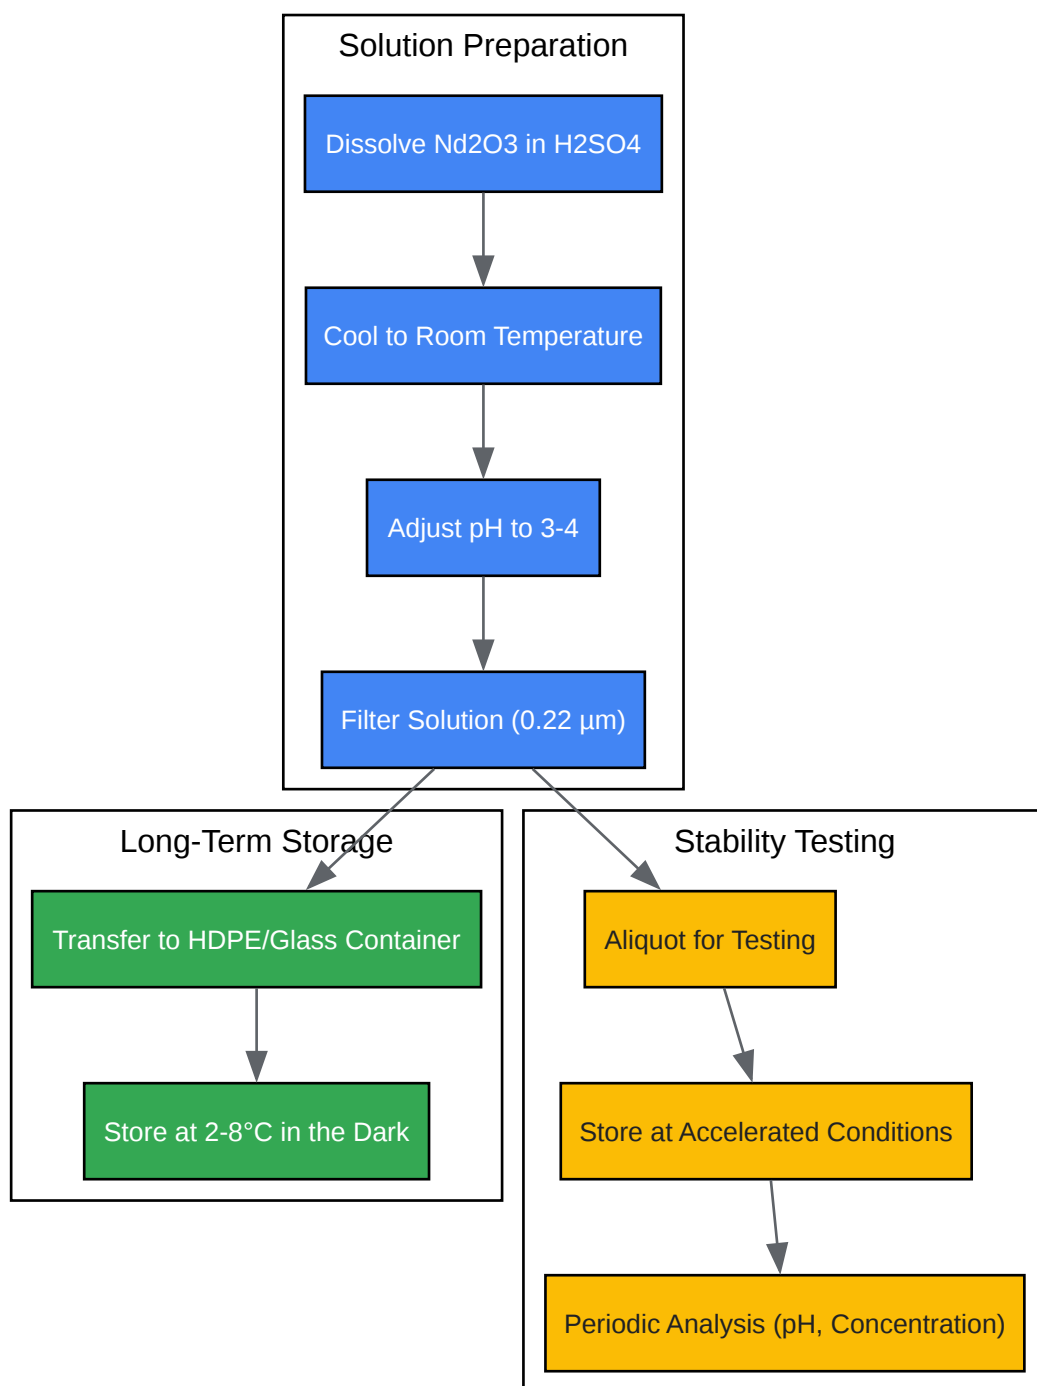 Solution Preparation
Dissolve Nd2O3 in H2SO4
Cool to Room Temperature
Adjust pH to 3-4
Filter Solution (0.22 µm)
Long-Term Storage
Transfer to HDPE/Glass Container
Store at 2-8°C in the Dark
Stability Testing
Aliquot for Testing
Store at Accelerated Conditions
Periodic Analysis (pH, Concentration)